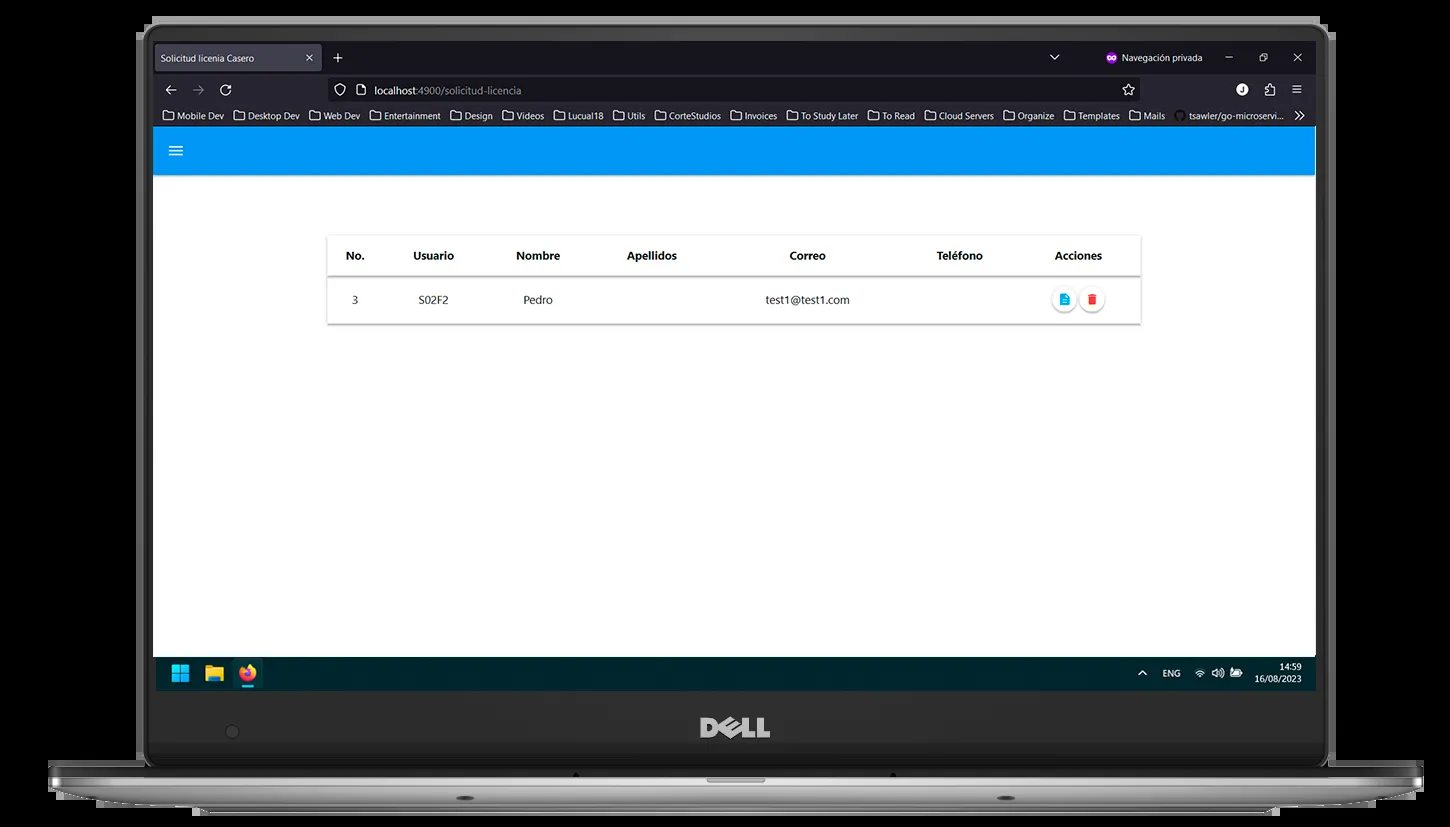 Solicitud licenia Casero
Navegación privada
localhost:4900/solicitud-licencia
J
Mobile Dev Desktop Dev Web Dev Entertainment Design Videos Lucual18 Utils CorteStudios Invoices To Study Later To Read Cloud Servers Organize Templates Mails tsawler/go-microservi...
No. Usuario Nombre Apellidos Correo Teléfono Acciones
3 S02F2 Pedro test1@test1.com
ENG
14:59
16/08/2023
DELL